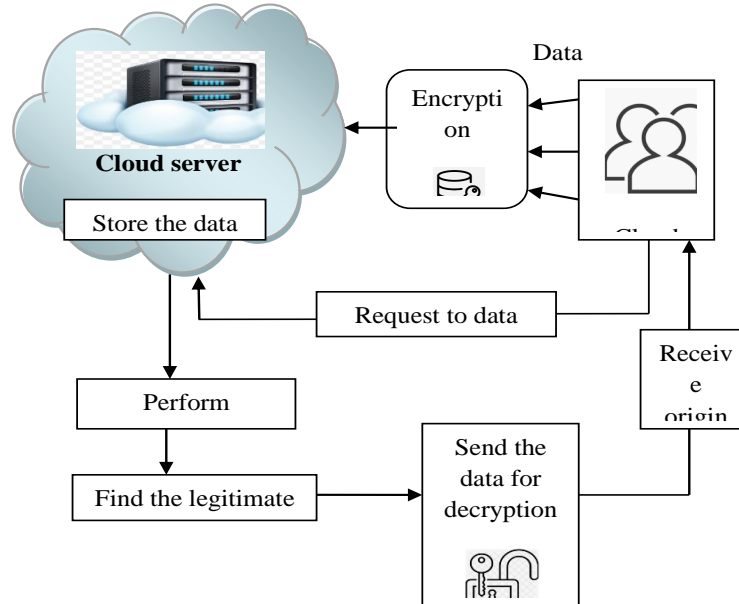 Data
Encrypti
on
Cloud server
Store the data
Request to data
Receiv
e
origin
Perform
Send the
data for
decryption
Find the legitimate